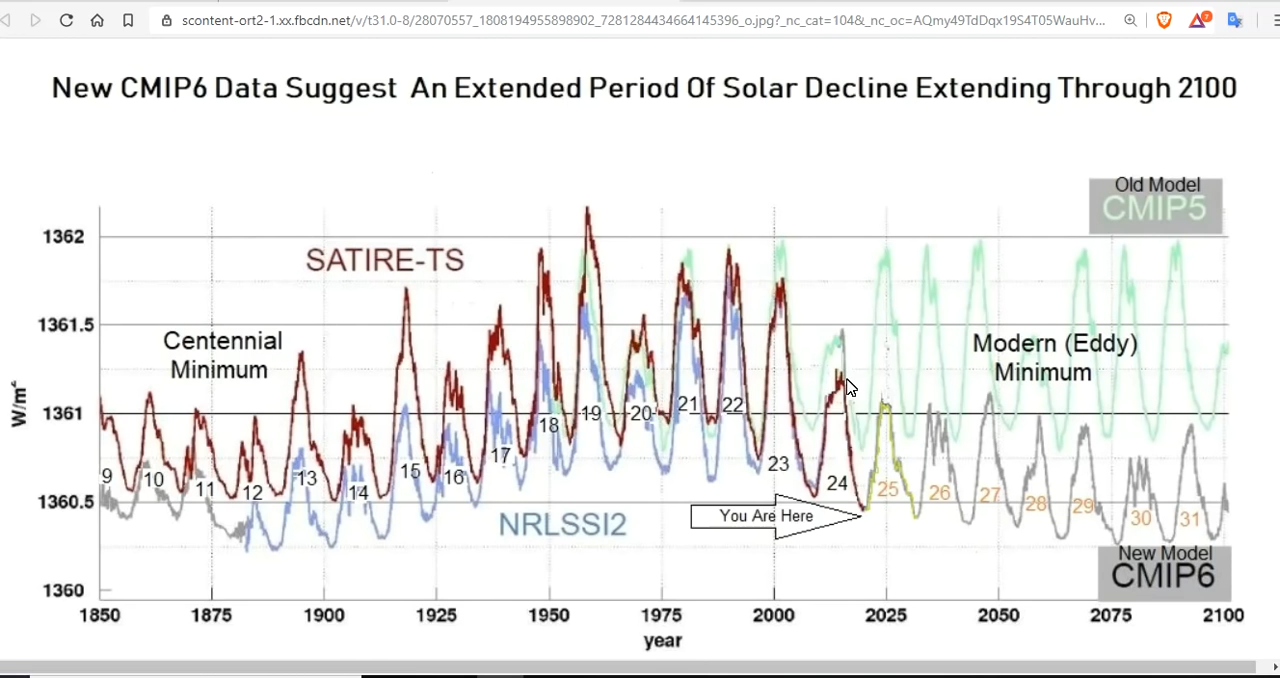 scontent-ort2-1.xx.fbcdn.net/v/t31.0-8/28070557_1808194955898902_7281284434664145396_o.jpg?_nc_cat=104&_nc_oc=AQmy49TdDqx19S4T05WauHv...
7
New CMIP6 Data Suggest An Extended Period Of Solar Decline Extending Through 2100
Old Model
CMIP5
SATIRE-TS
Centennial
Minimum
Modern (Eddy)
Minimum
1362
1361.5
1361
1360.5
1360
W/m²
9 10 11 12 13 14 15 16 17 18 19 20 21 22 23 24 25 26 27 28 29 30 31
You Are Here
NRLSSI2
New Model
CMIP6
1850 1875 1900 1925 1950 1975 2000 2025 2050 2075 2100
year